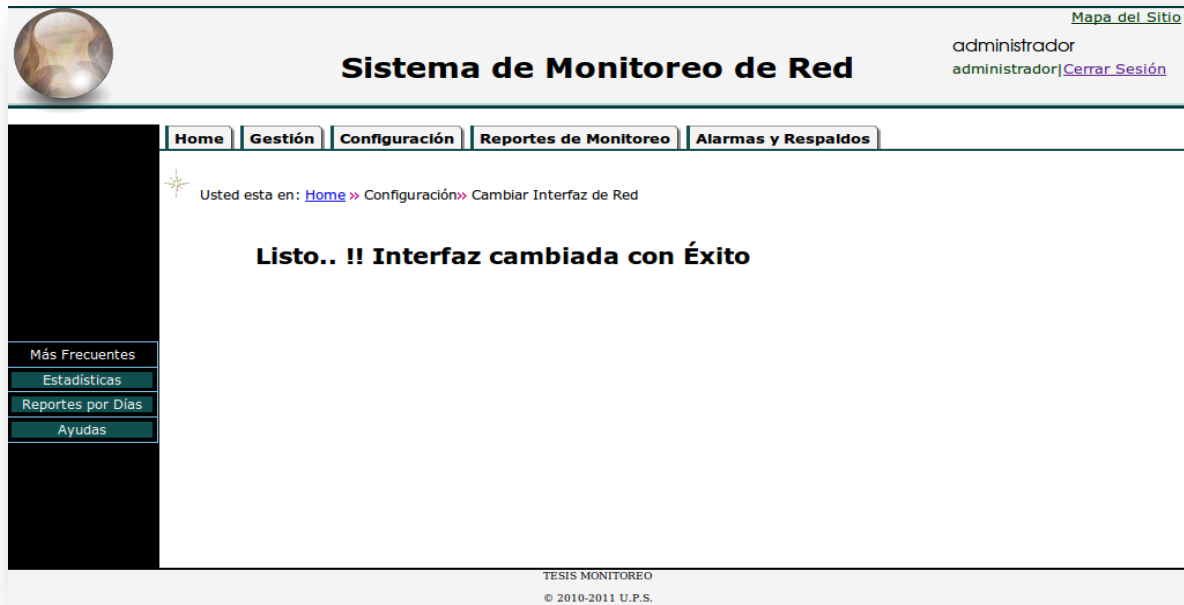 Mapa del Sitio
administrador
Sistema de Monitoreo de Red
administrador|Cerrar Sesión
Home Gestión Configuración Reportes de Monitoreo Alarmas y Respaldos
Usted esta en: Home » Configuración» Cambiar Interfaz de Red
Listo.. !! Interfaz cambiada con Éxito
Más Frecuentes
Estadísticas
Reportes por Días
Ayudas
TESIS MONITOREO
© 2010-2011 U.P.S.